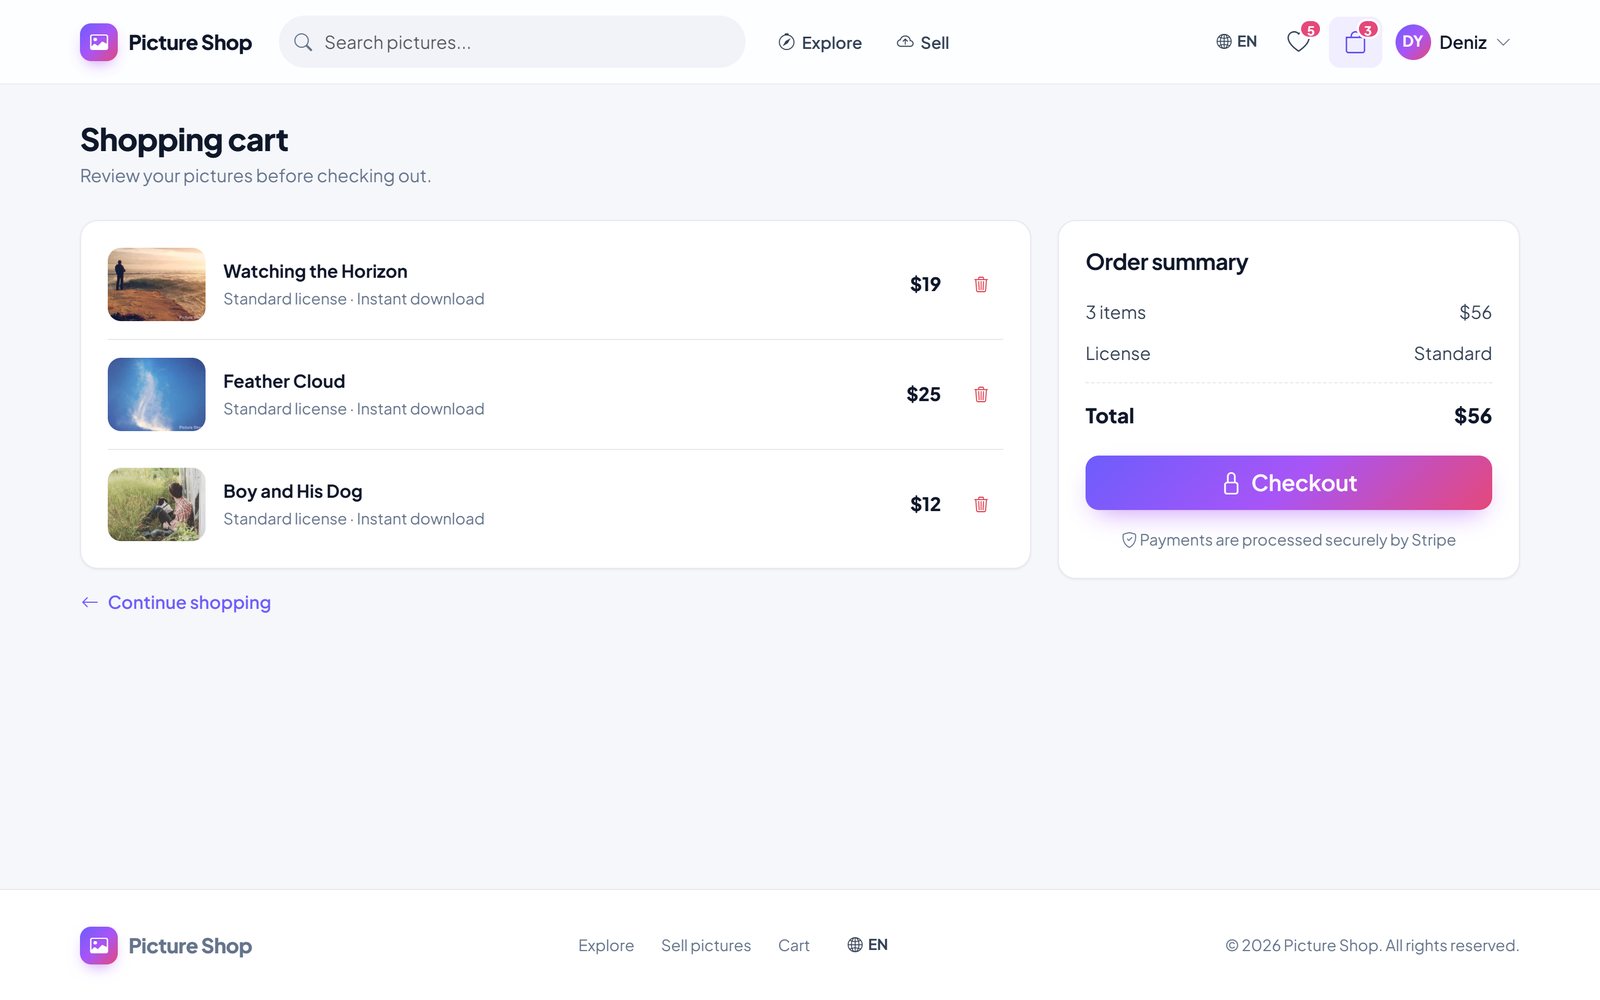 Picture Shop
Search pictures...
Explore
Sell
EN
5
3
DY
Deniz
Shopping cart
Review your pictures before checking out.
Watching the Horizon
Standard license · Instant download
$19
Feather Cloud
Standard license · Instant download
$25
Boy and His Dog
Standard license · Instant download
$12
Continue shopping
Order summary
3 items $56
License Standard
Total $56
Checkout
Payments are processed securely by Stripe
Picture Shop
Explore
Sell pictures
Cart
EN
© 2026 Picture Shop. All rights reserved.